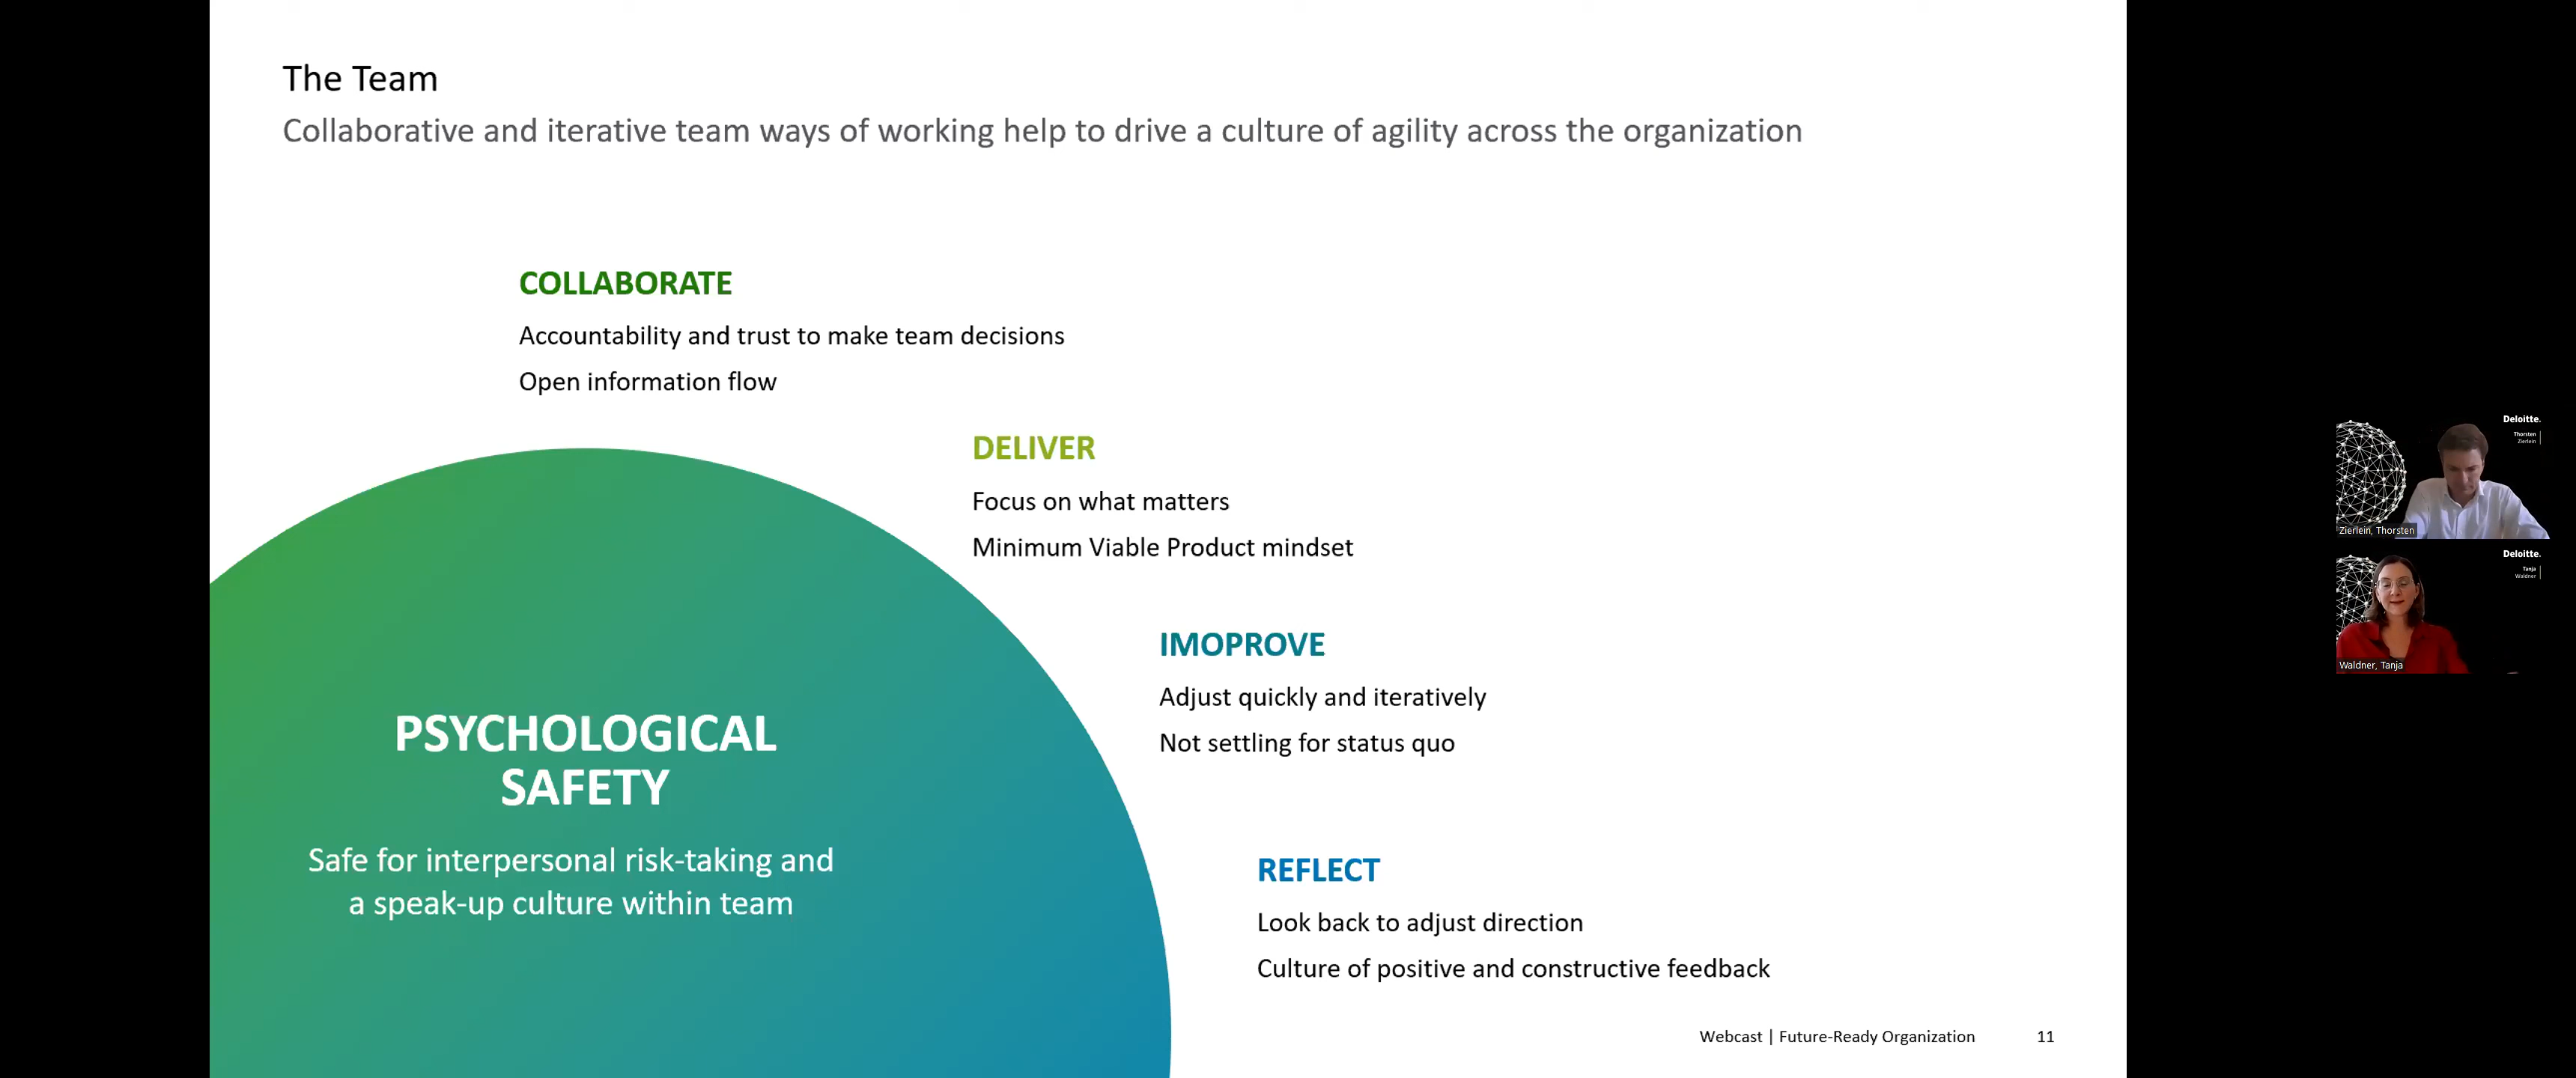 The Team
Collaborative and iterative team ways of working help to drive a culture of agility across the organization
COLLABORATE
Accountability and trust to make team decisions
Open information flow
DELIVER
Focus on what matters
Minimum Viable Product mindset
IMOPROVE
Adjust quickly and iteratively
Not settling for status quo
PSYCHOLOGICAL
SAFETY
Safe for interpersonal risk-taking and
a speak-up culture within team
REFLECT
Look back to adjust direction
Culture of positive and constructive feedback
Webcast | Future-Ready Organization 11
Deloitte.
Thorsten
Zierlein
Zierlein, Thorsten
Deloitte.
Tanja
Waldner
Waldner, Tanja